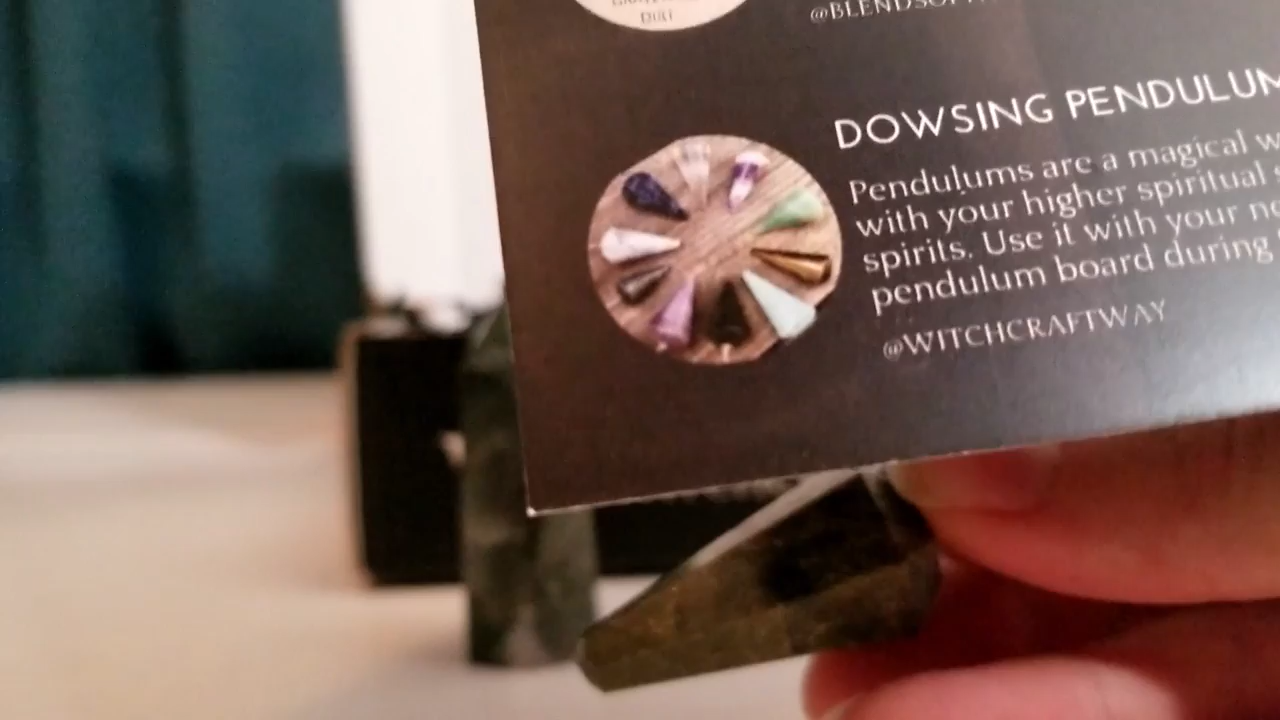 DULL
@BLENDSOF
DOWSING PENDULUM
Pendulums are a magical w
with your higher spiritual s
spirits. Use it with your ne
pendulum board during
@WITCHCRAFTWAY